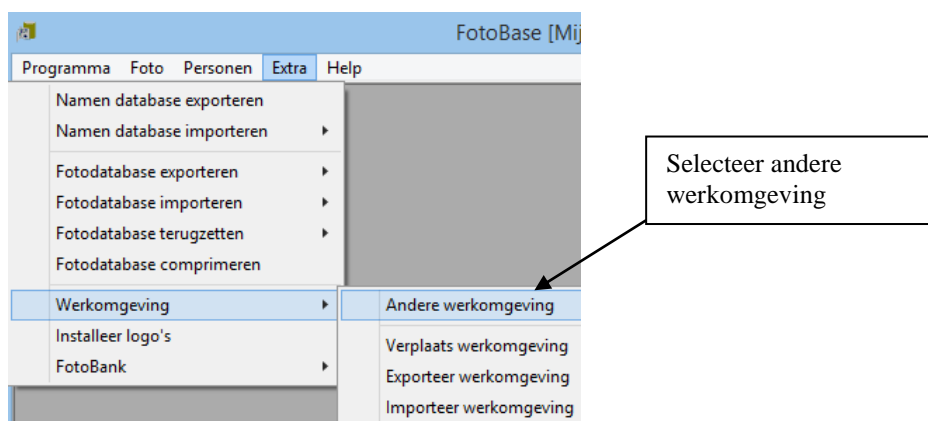 FotoBase [Mij
Programma Foto Personen Extra Help
Namen database exporteren
Namen database importeren
Fotodatabase exporteren
Fotodatabase importeren
Fotodatabase terugzetten
Fotodatabase comprimeren
Werkomgeving
Installeer logo's
FotoBank
Andere werkomgeving
Verplaats werkomgeving
Exporteer werkomgeving
Importeer werkomgeving
Selecteer andere
werkomgeving